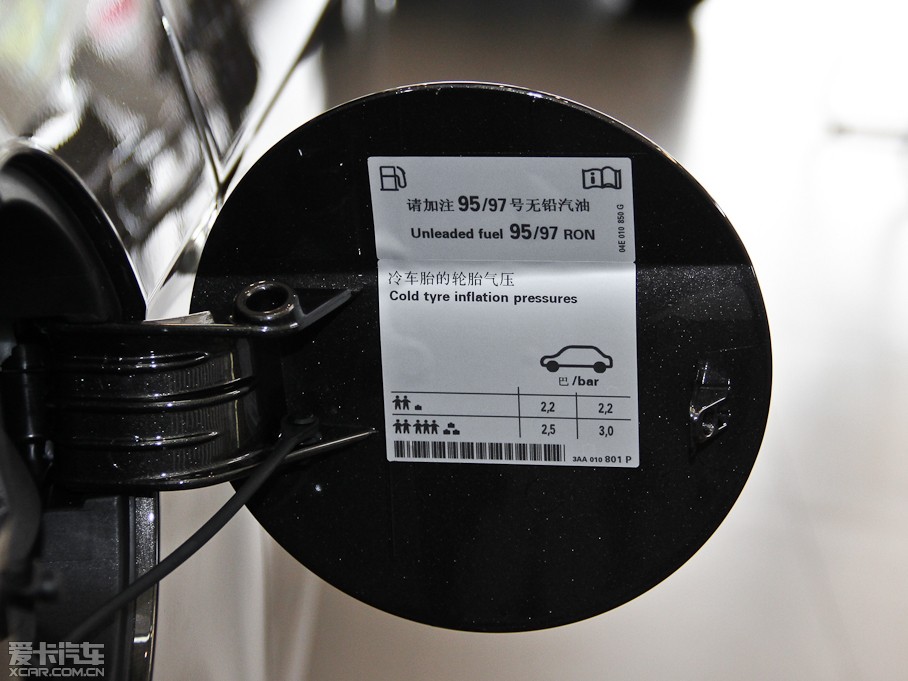 请加注 95/97 号无铅汽油
Unleaded fuel 95/97 RON
04E 010 850 G
冷车胎的轮胎气压
Cold tyre inflation pressures
巴/bar
2,2 2,2
2,5 3,0
3AA 010 801 P
爱卡汽车
XCAR.COM.CN